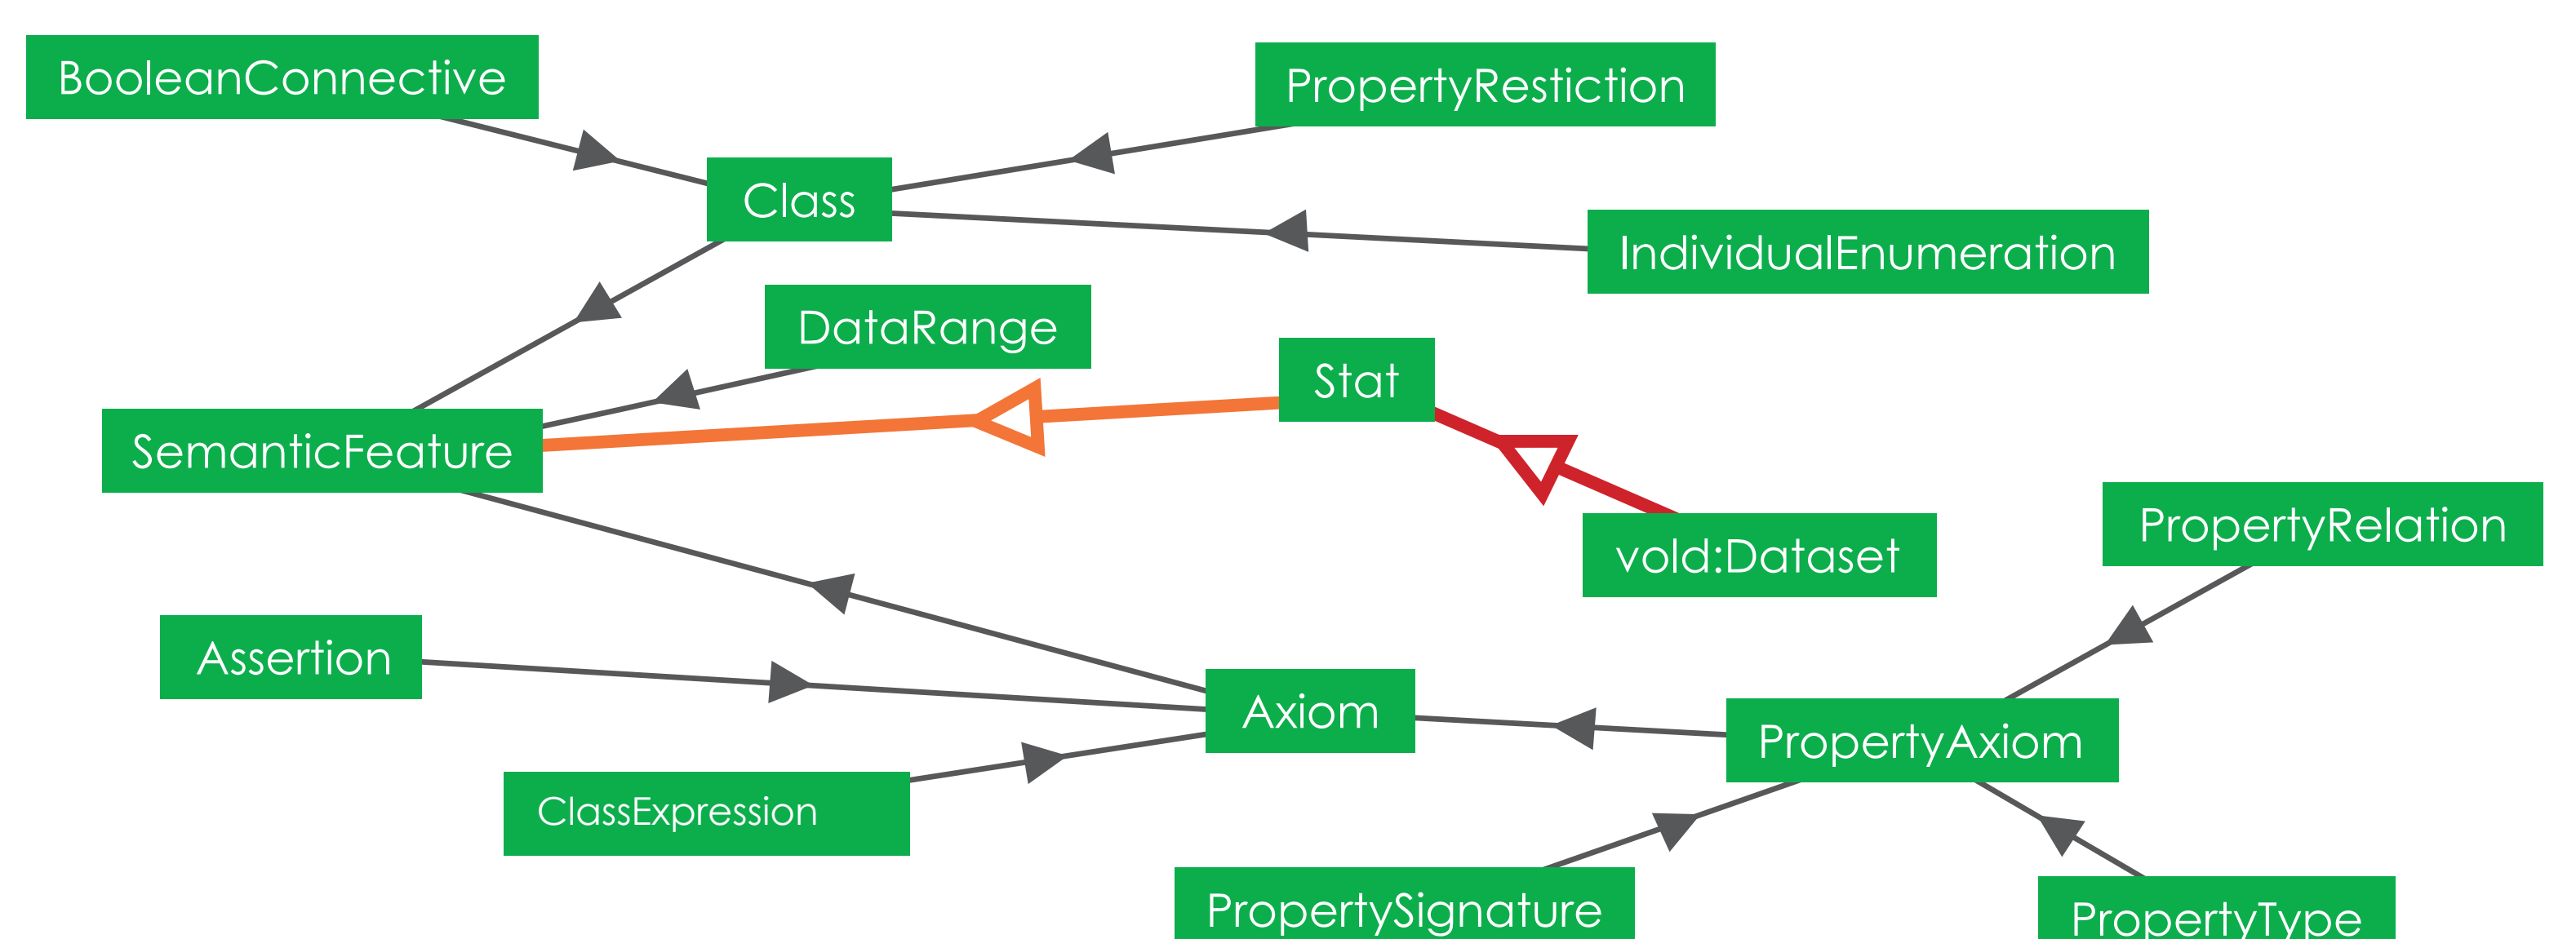 BooleanConnective
PropertyRestiction
Class
IndividualEnumeration
DataRange
Stat
SemanticFeature
PropertyRelation
vold:Dataset
Assertion
Axiom
PropertyAxiom
ClassExpression
PropertySignature
PropertyType